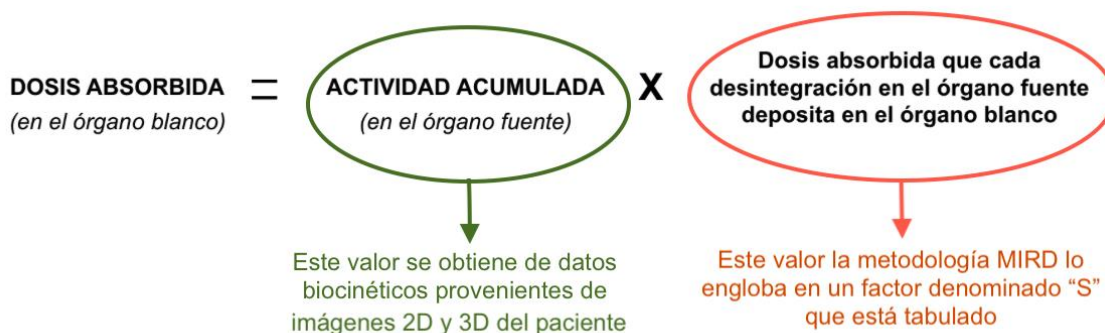 DOSIS ABSORBIDA
(en el órgano blanco)
=
ACTIVIDAD ACUMULADA
(en el órgano fuente)
X
Dosis absorbida que cada
desintegración en el órgano fuente
deposita en el órgano blanco
Este valor se obtiene de datos
biocinéticos provenientes de
imágenes 2D y 3D del paciente
Este valor la metodología MIRD lo
engloba en un factor denominado “S”
que está tabulado